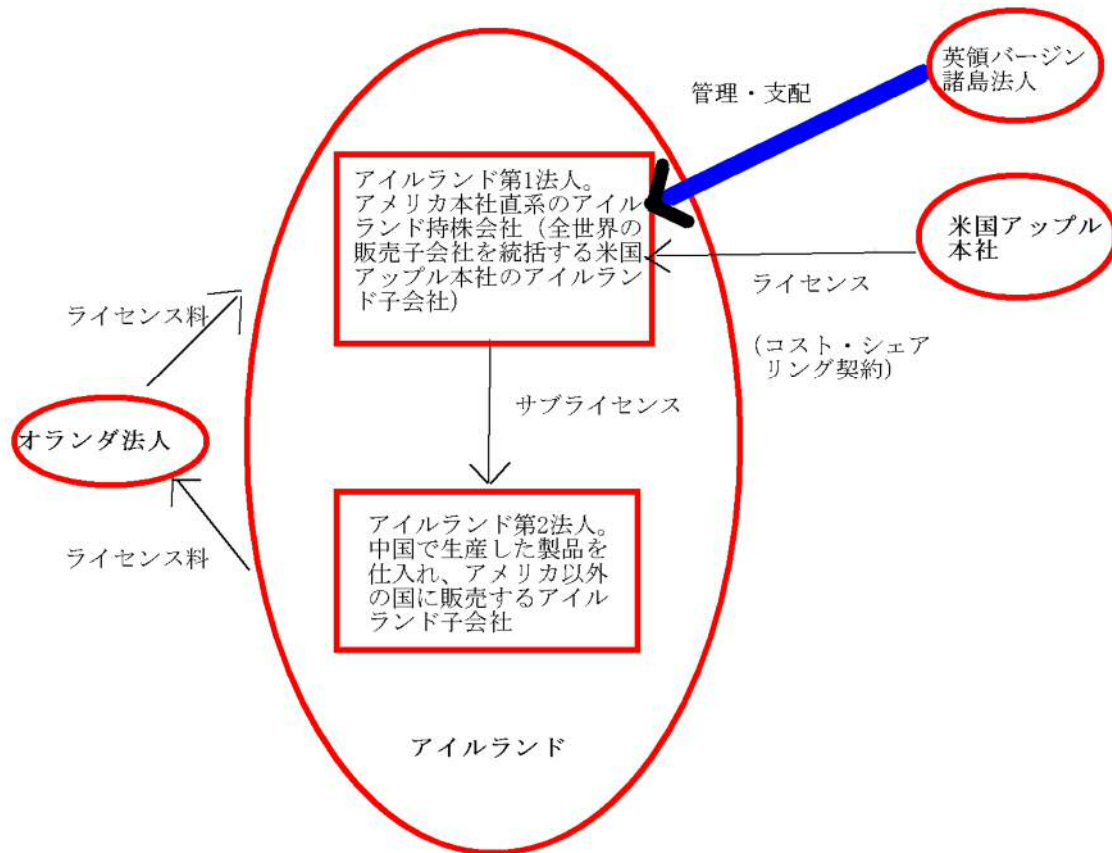 英領バージン
諸島法人
管理・支配
アイルランド第1法人。
アメリカ本社直系のアイル
ランド持株会社（全世界の
販売子会社を統括する米国
アップル本社のアイルラン
ド子会社）
米国アップル
本社
ライセンス
（コスト・シェア
リング契約）
ライセンス料
サブライセンス
オランダ法人
ライセンス料
アイルランド第2法人。
中国で生産した製品を
仕入れ、アメリカ以外
の国に販売するアイル
ランド子会社
アイルランド